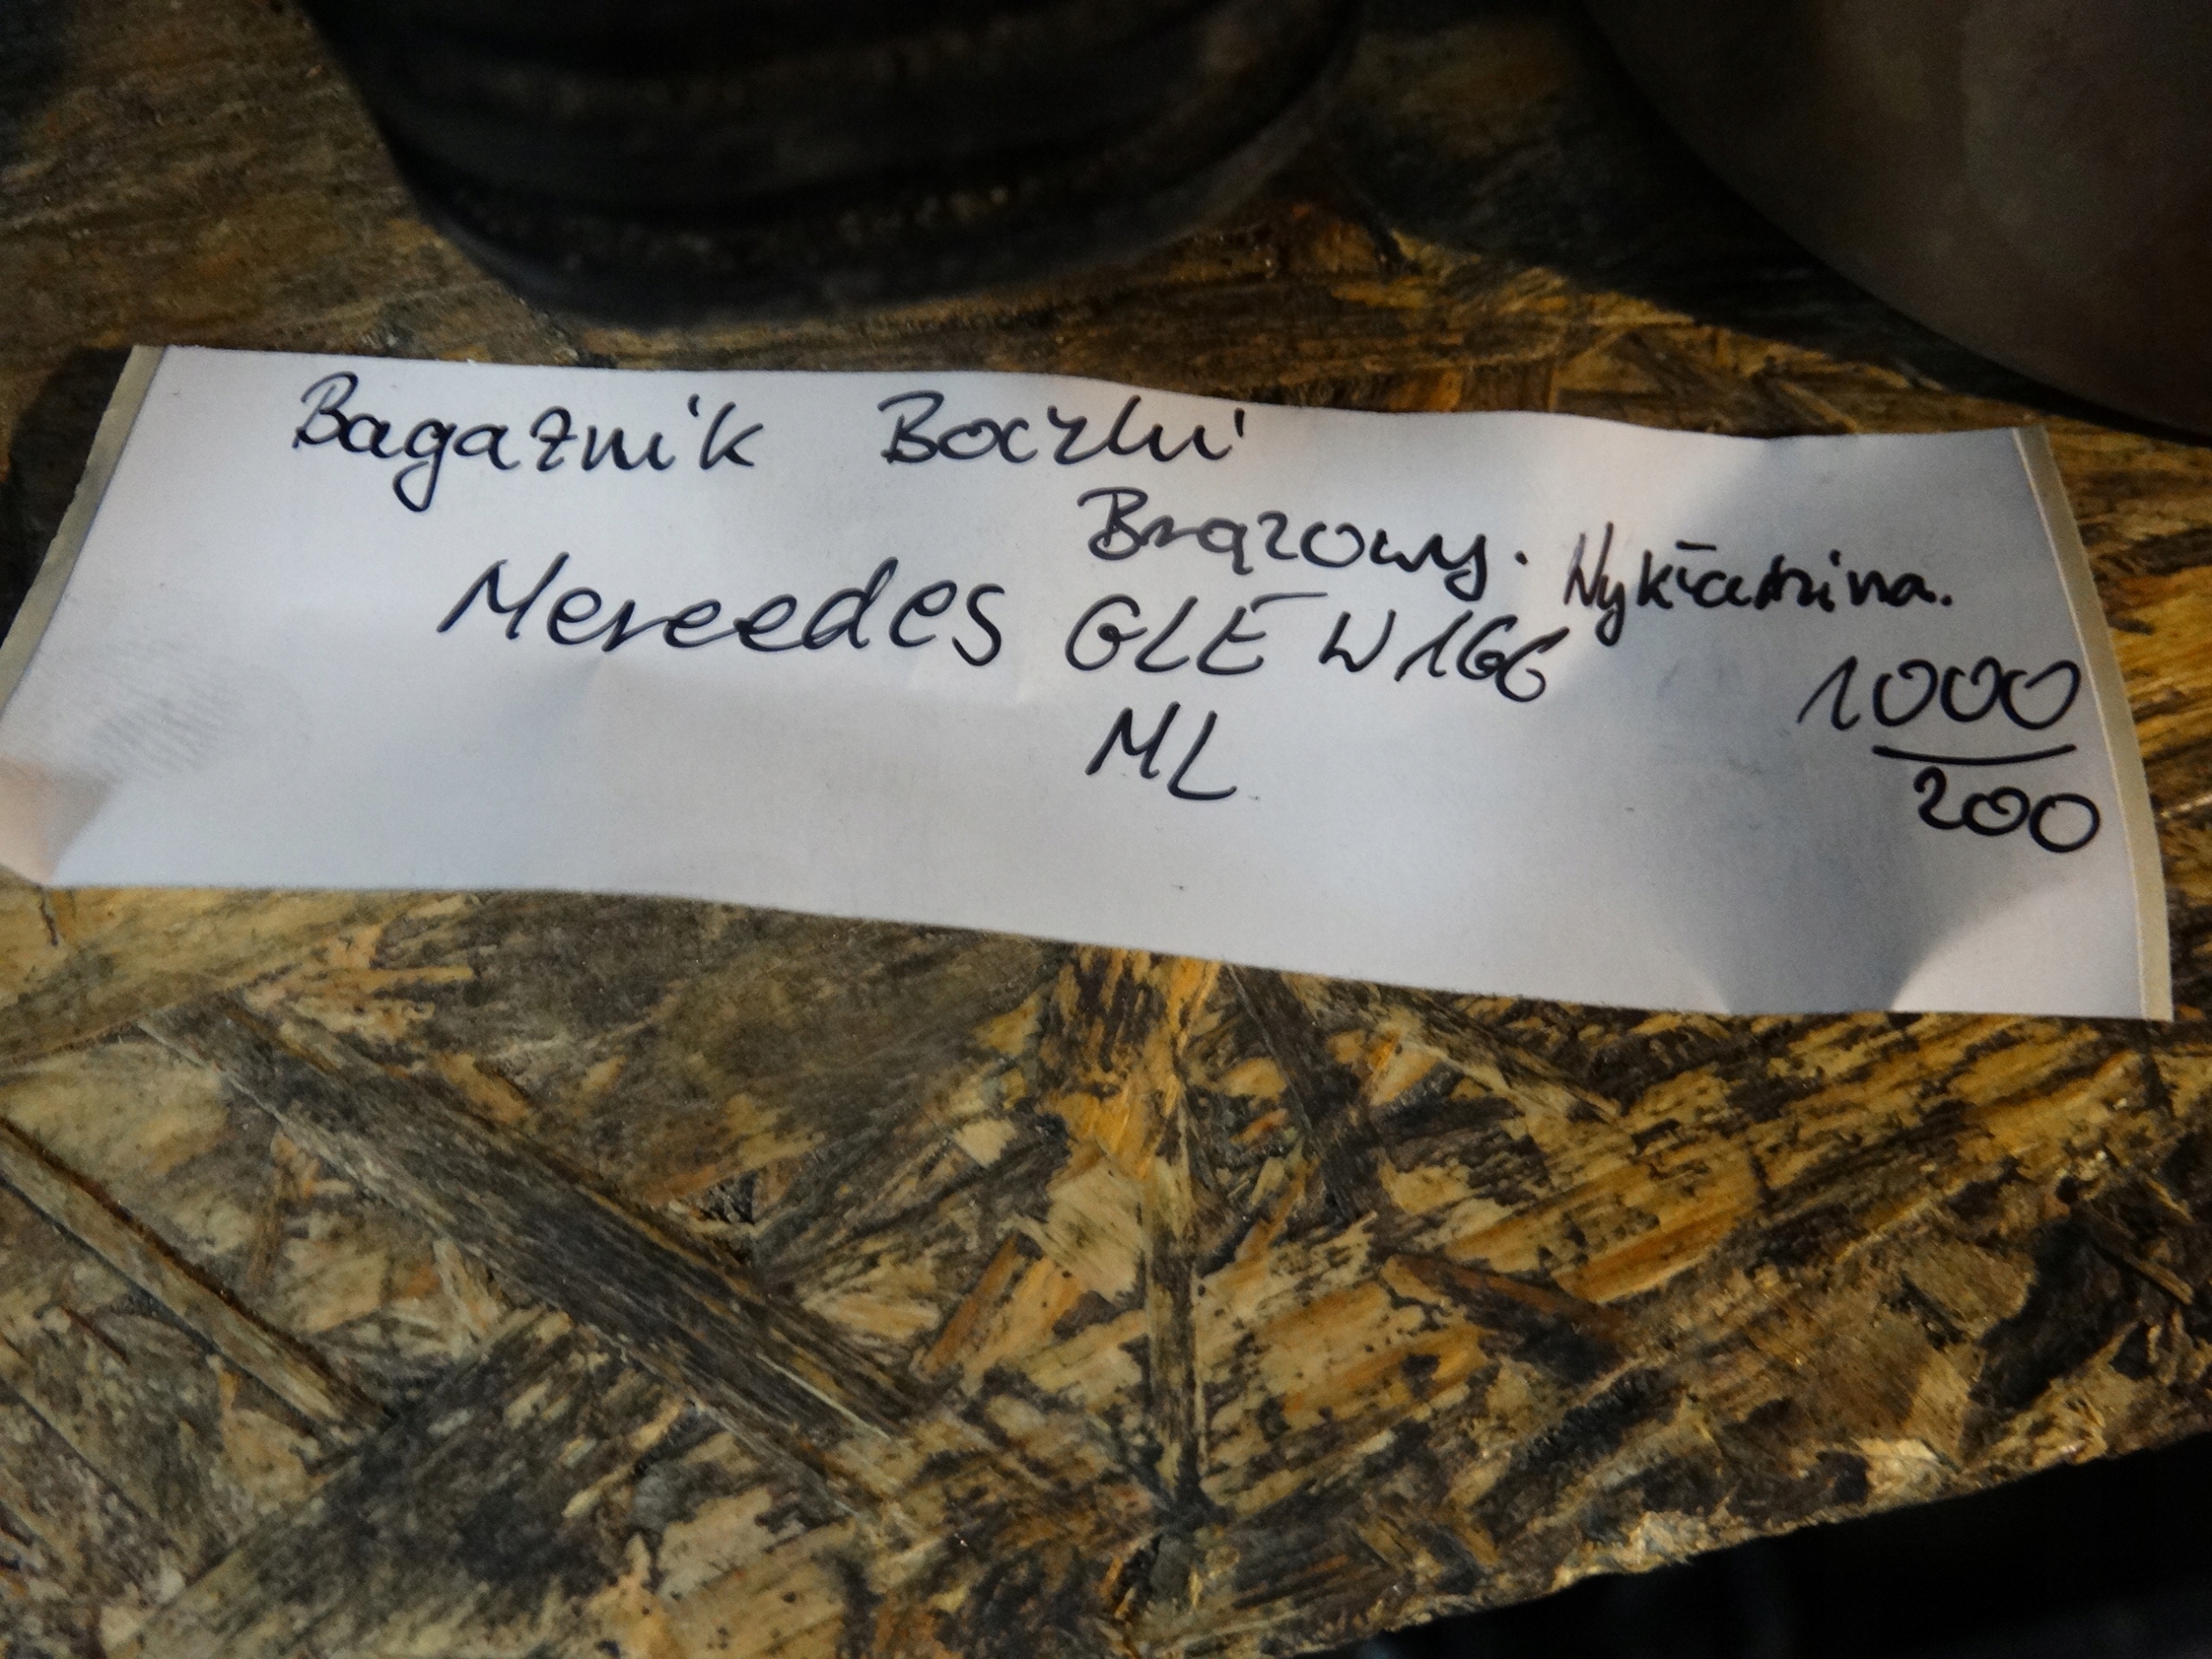 Bagażnik Boczki
Brązowy. Wykładzina.
Mercedes GLE W166
ML
1000
200